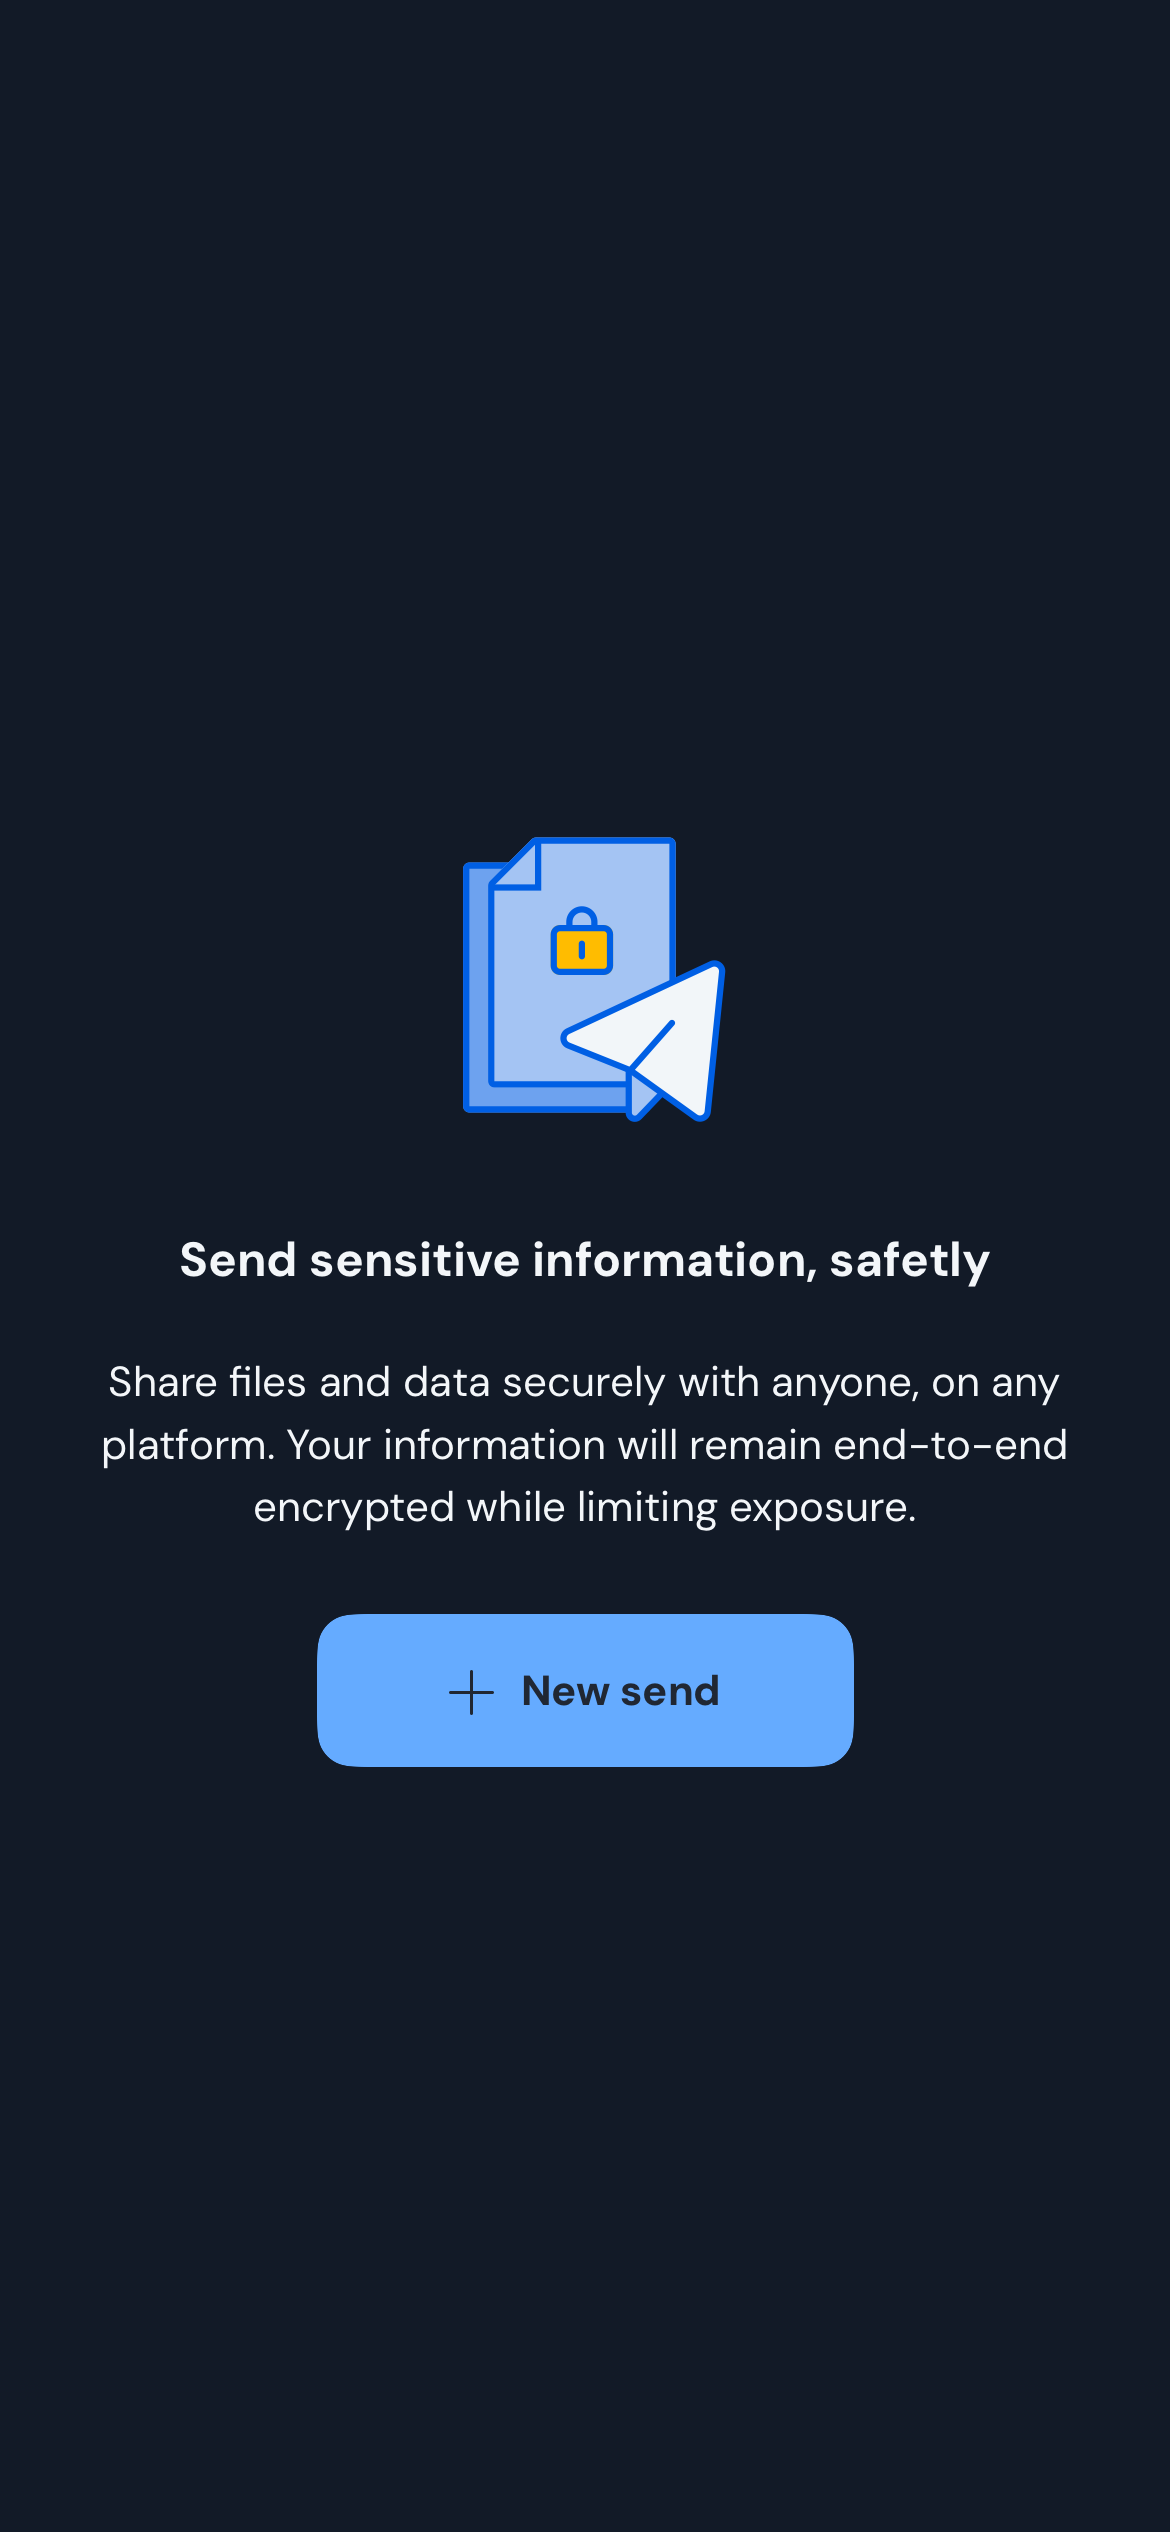 Send sensitive information, safetly
Share files and data securely with anyone, on any
platform. Your information will remain end-to-end
encrypted while limiting exposure.
New send